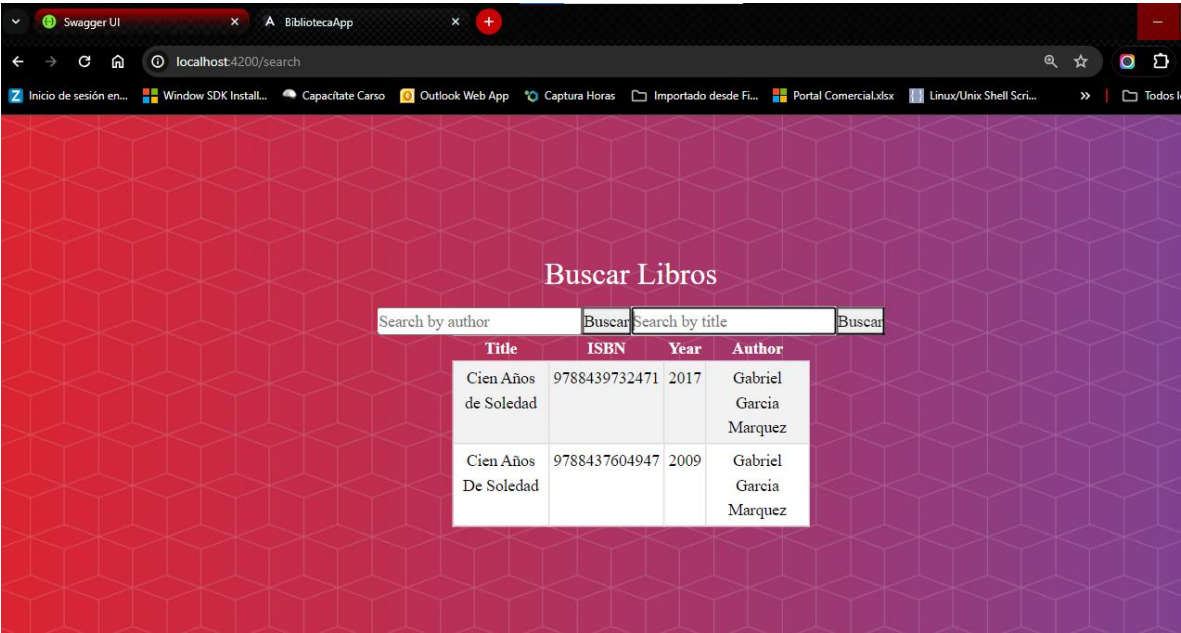 Swagger UI
BibliotecaApp
localhost:4200/search
Inicio de sesión en... Window SDK Install... Capacítate Carso Outlook Web App Captura Horas Importado desde Fi... Portal Comercial.xlsx Linux/Unix Shell Scri... » Todos l
Buscar Libros
Search by author Buscar Search by title Buscar
Title ISBN Year Author
Cien Años 9788439732471 2017 Gabriel
de Soledad Garcia
Marquez
Cien Años 9788437604947 2009 Gabriel
De Soledad Garcia
Marquez